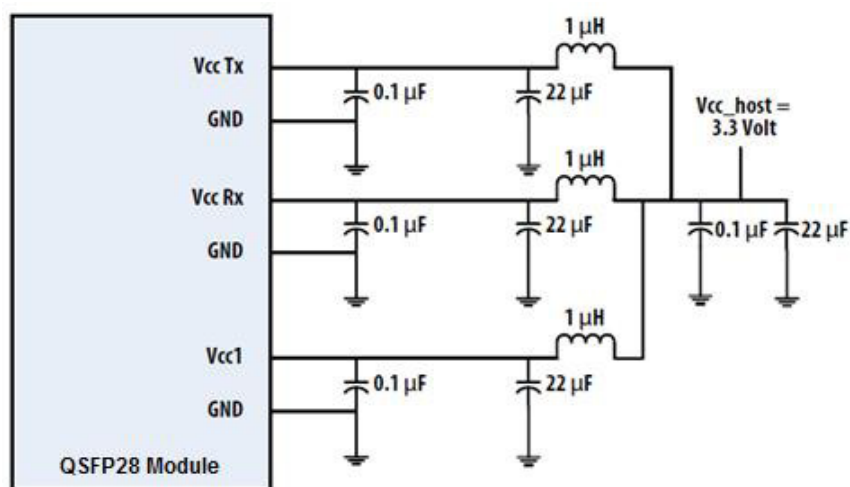 1 μH
Vcc Tx
0.1 μF
22 μF
GND
Vcc_host =
3.3 Volt
1 μH
Vcc Rx
0.1 μF
22 μF
0.1 μF
22 μF
GND
1 μH
Vcc1
0.1 μF
22 μF
GND
QSFP28 Module